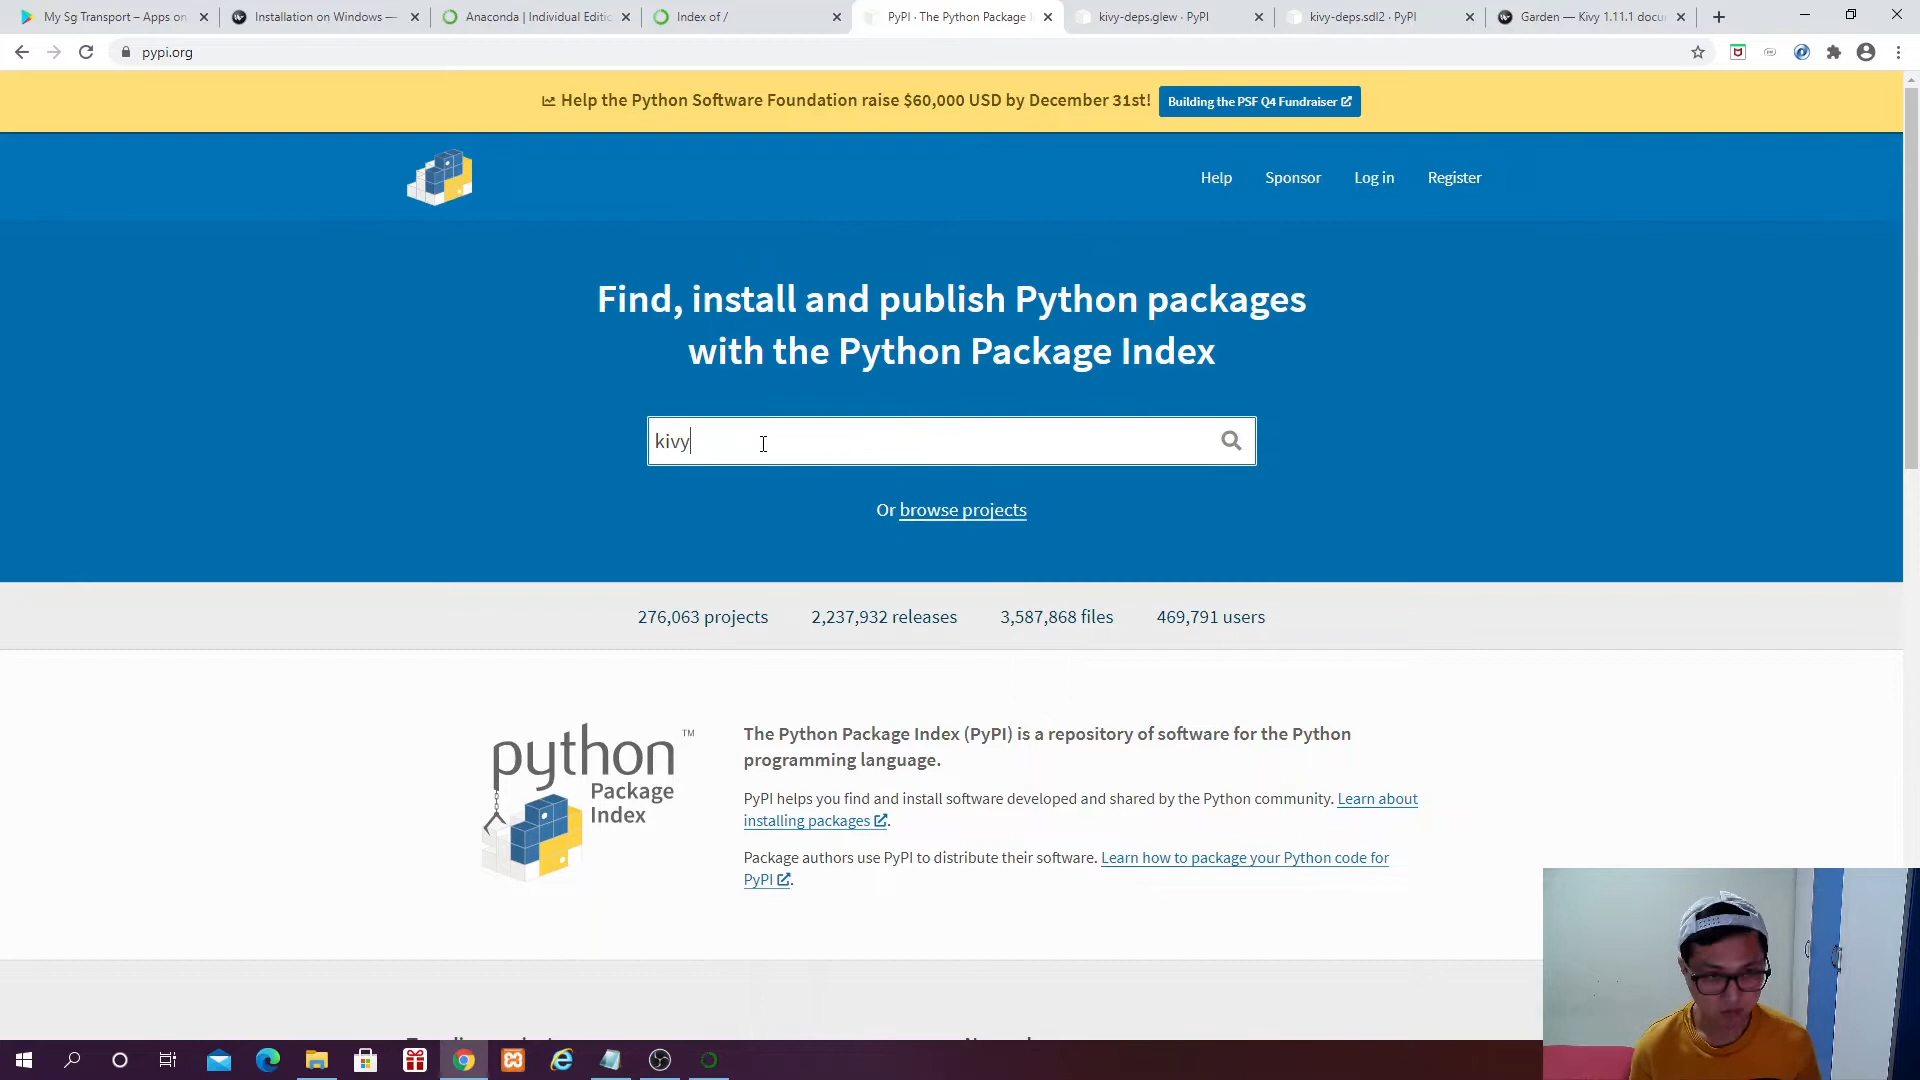 My Sg Transport – Apps on
Installation on Windows —
Anaconda | Individual Editic
Index of /
PyPI · The Python Package
kivy-deps.glew · PyPI
kivy-deps.sdl2 · PyPI
Garden — Kivy 1.11.1 docu
pypi.org
Help the Python Software Foundation raise $60,000 USD by December 31st!
Building the PSF Q4 Fundraiser
Help
Sponsor
Log in
Register
Find, install and publish Python packages
with the Python Package Index
kivy
Or browse projects
276,063 projects
2,237,932 releases
3,587,868 files
469,791 users
python™
Package
Index
The Python Package Index (PyPI) is a repository of software for the Python
programming language.
PyPI helps you find and install software developed and shared by the Python community. Learn about
installing packages.
Package authors use PyPI to distribute their software. Learn how to package your Python code for
PyPI.